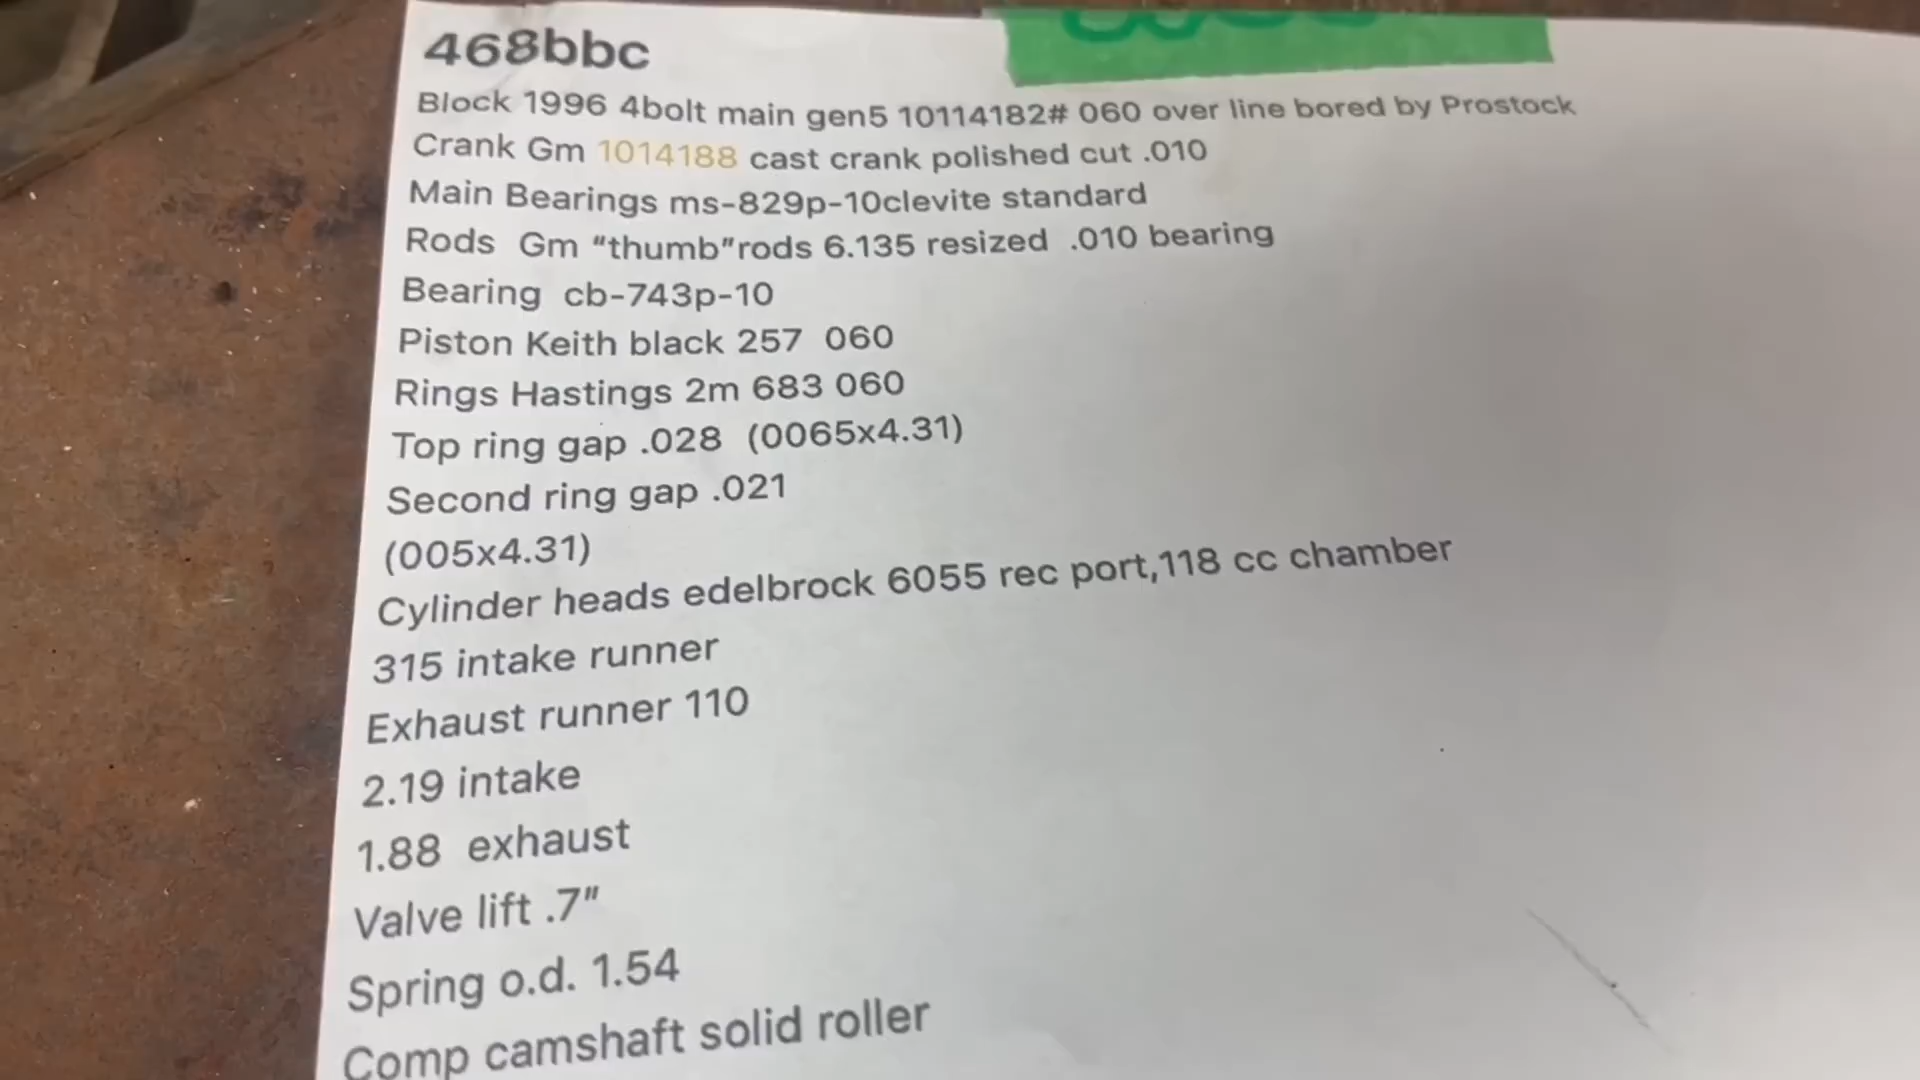 468bbc
Block 1996 4bolt main gen5 10114182# 060 over line bored by Prostock
Crank Gm 1014188 cast crank polished cut .010
Main Bearings ms-829p-10clevite standard
Rods Gm “thumb”rods 6.135 resized .010 bearing
Bearing cb-743p-10
Piston Keith black 257 060
Rings Hastings 2m 683 060
Top ring gap .028 (0065x4.31)
Second ring gap .021
(005x4.31)
Cylinder heads edelbrock 6055 rec port,118 cc chamber
315 intake runner
Exhaust runner 110
2.19 intake
1.88 exhaust
Valve lift .7”
Spring o.d. 1.54
Comp camshaft solid roller